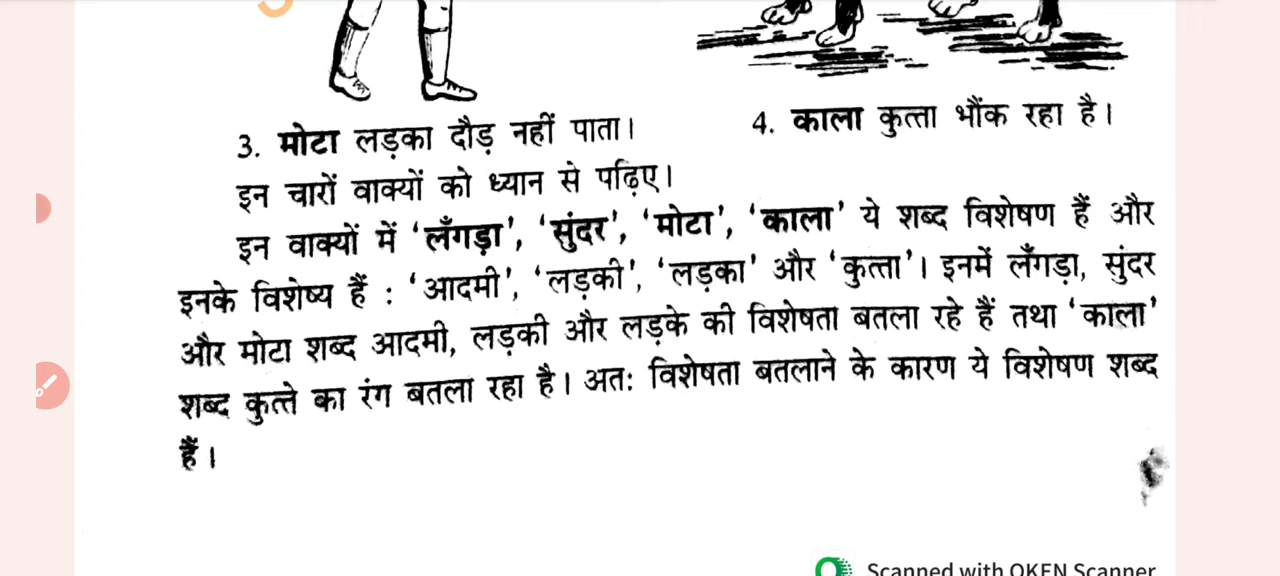 3. मोटा लड़का दौड़ नहीं पाता।
4. काला कुत्ता भौंक रहा है।
इन चारों वाक्यों को ध्यान से पढ़िए।
इन वाक्यों में ‘लँगड़ा’, ‘सुंदर’, ‘मोटा’, ‘काला’ ये शब्द विशेषण हैं और
इनके विशेष्य हैं : ‘आदमी’, ‘लड़की’, ‘लड़का’ और ‘कुत्ता’। इनमें लँगड़ा, सुंदर
और मोटा शब्द आदमी, लड़की और लड़के की विशेषता बतला रहे हैं तथा ‘काला’
शब्द कुत्ते का रंग बतला रहा है। अतः विशेषता बतलाने के कारण ये विशेषण शब्द
हैं।
Scanned with OKEN Scanner